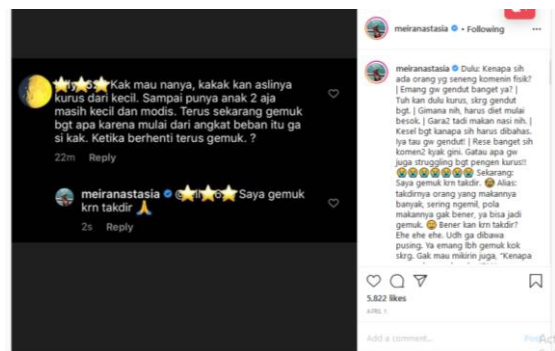 Kak mau nanya, kakak kan aslinya
kurus dari kecil. Sampai punya anak 2 aja
masih kecil dan modis. Terus sekarang gemuk
bgt apa karena mulai dari angkat beban itu ga
si kak. Ketika berhenti terus gemuk. ?
22m Reply
meiranastasia Saya gemuk
krn takdir 🙏
2s Reply
meiranastasia • Following
meiranastasia Dulu: Kenapa sih
ada orang yg seneng komenin fisik?
| Emang gw gendut banget ya? |
Tuh kan dulu kurus, skrg gendut
bgt. | Gimana nih, harus diet mulai
besok. | Gara2 tadi makan nasi nih. |
Kesel bgt kanapa sih harus dibahas.
Iya tau gw gendut! | Rese banget sih
komen2 kyak gini. Gatau apa gw
juga struggling bgt pengen kurus!!
😭😭😭😭😭😭😭 Sekarang:
Saya gemuk krn takdir. Alias:
takdirnya orang yang makannya
banyak, sering ngemil, pola
makannya gak bener, ya bisa jadi
gemuk. Bener kan krn takdir?
Ehe ehe ehe. Udh ga dibawa
pusing. Ya emang lbh gemuk kok
skrg. Gak mau mikirin juga, "Kenapa
5,822 likes
APRIL 1
Add a comment...